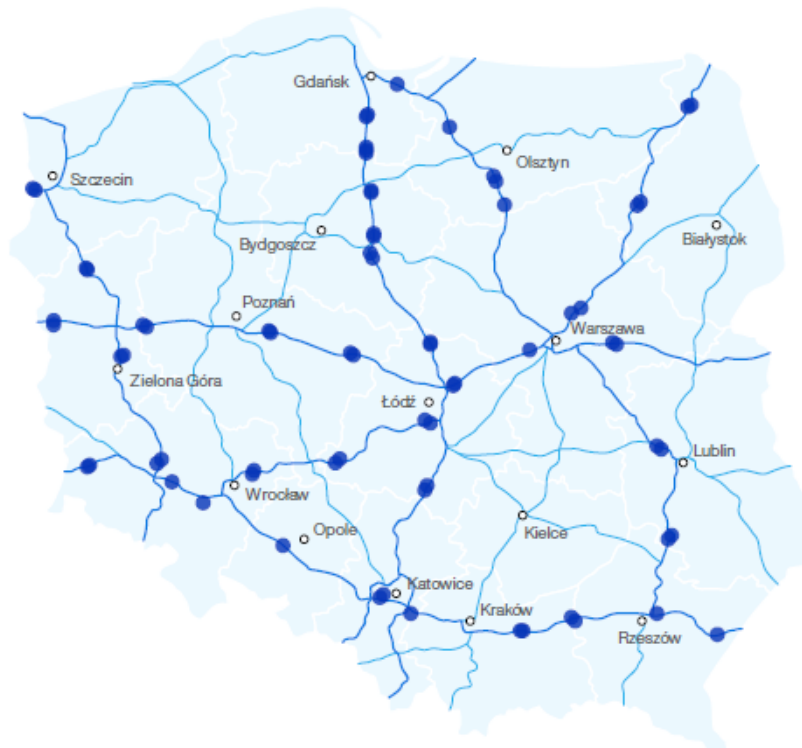 Gdańsk
Olsztyn
Szczecin
Bydgoszcz
Białystok
Poznań
Warszawa
Zielona Góra
Łódź
Lublin
Wrocław
Opole
Kielce
Katowice
Kraków
Rzeszów